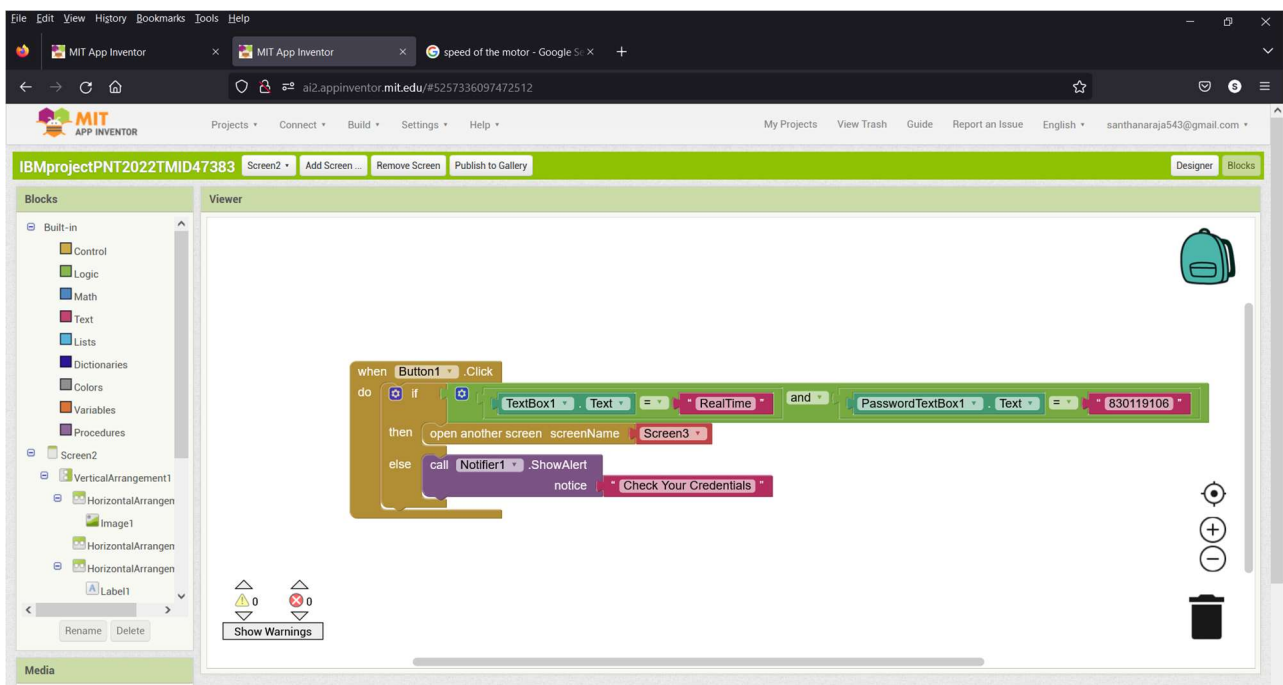 File Edit View History Bookmarks Tools Help
MIT App Inventor
MIT App Inventor
speed of the motor - Google Se
ai2.appinventor.mit.edu/#5257336097472512
S
MIT
APP INVENTOR
Projects Connect Build Settings Help
My Projects View Trash Guide Report an Issue English santhanaraja543@gmail.com
IBMprojectPNT2022TMID47383 Screen2 Add Screen ... Remove Screen Publish to Gallery Designer Blocks
Blocks
Viewer
Built-in
Control
Logic
Math
Text
Lists
Dictionaries
Colors
Variables
Procedures
Screen2
VerticalArrangement1
HorizontalArrangen
Image1
HorizontalArrangen
HorizontalArrangen
A Label1
Rename Delete
Media
when Button1 .Click
do if TextBox1 . Text = " RealTime " and PasswordTextBox1 . Text = " 830119106 "
then open another screen screenName Screen3
else call Notifier1 .ShowAlert
notice " Check Your Credentials "
0 0
Show Warnings